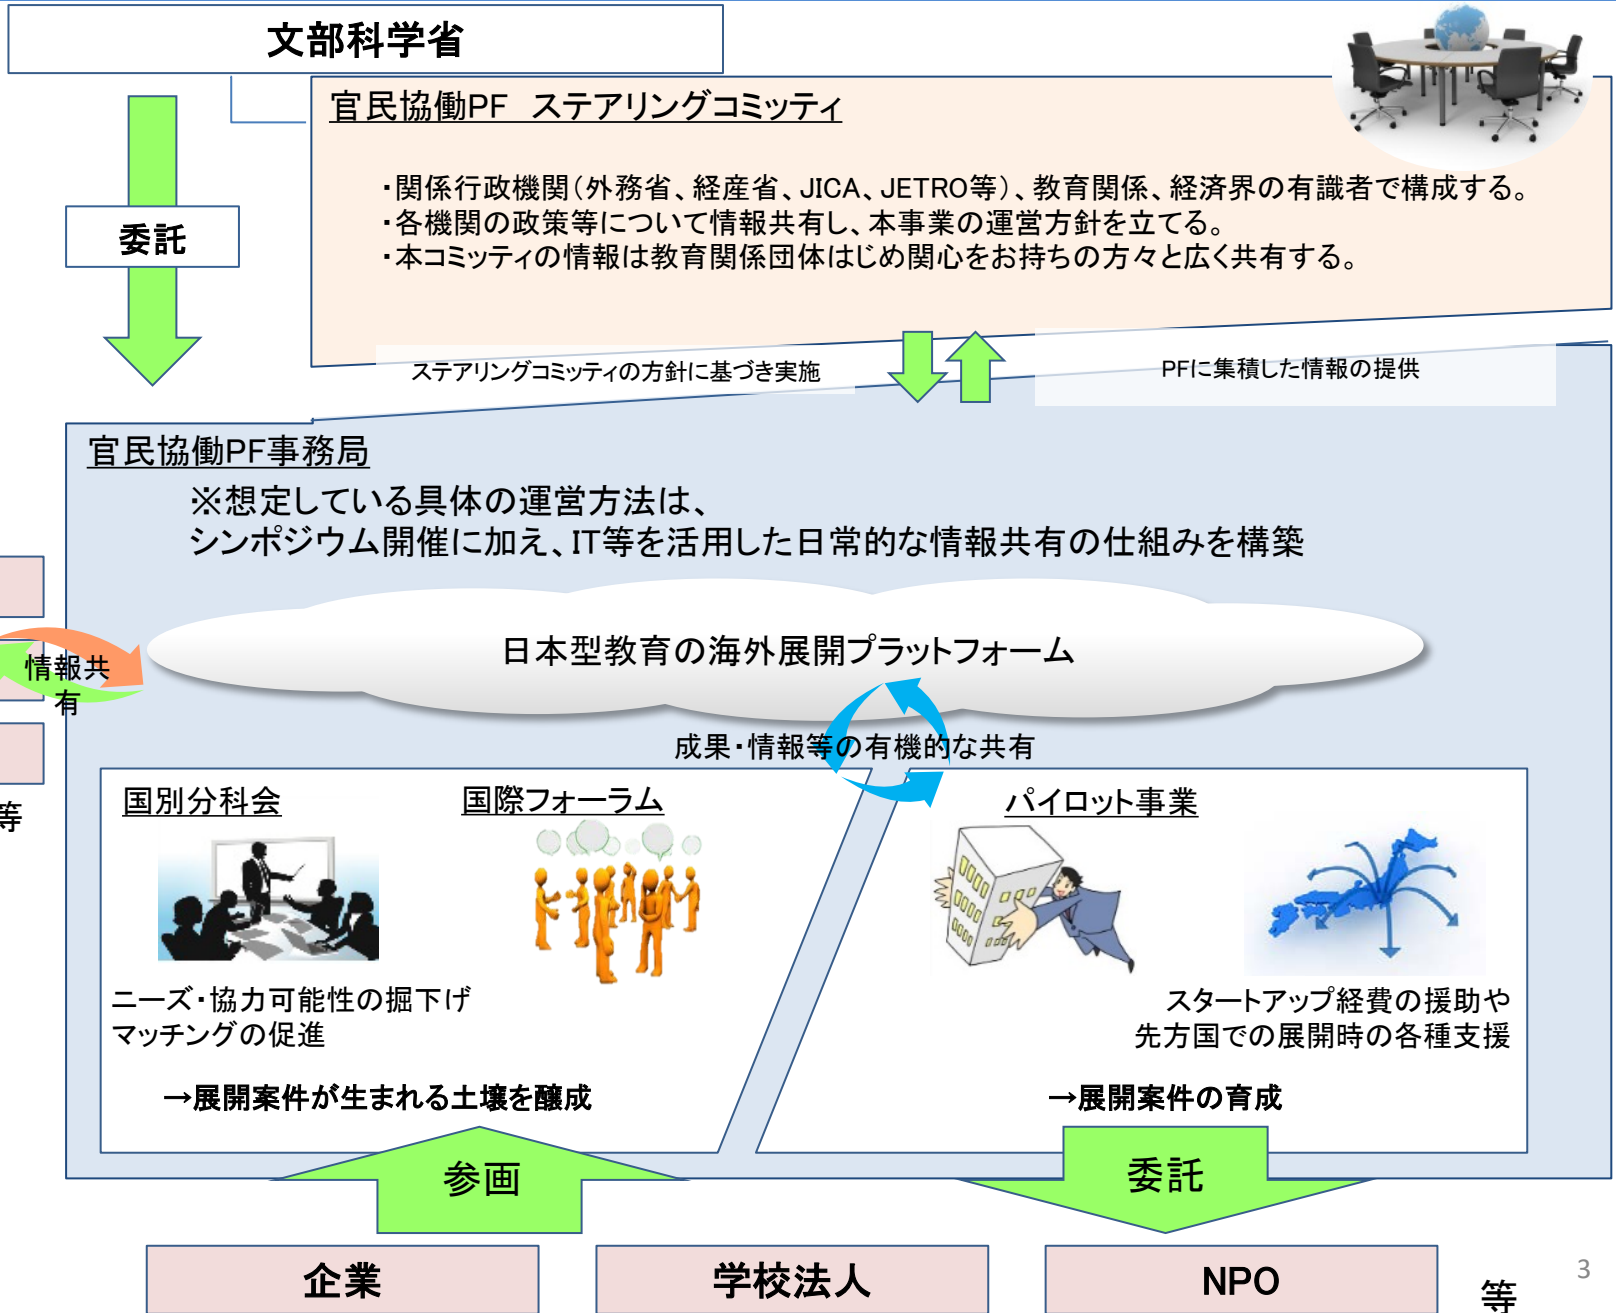 文部科学省
官民協働PF　ステアリングコミッティ
・関係行政機関（外務省、経産省、JICA、JETRO等）、教育関係、経済界の有識者で構成する。
・各機関の政策等について情報共有し、本事業の運営方針を立てる。
・本コミッティの情報は教育関係団体はじめ関心をお持ちの方々と広く共有する。
委託
ステアリングコミッティの方針に基づき実施
PFに集積した情報の提供
官民協働PF事務局
※想定している具体の運営方法は、
シンポジウム開催に加え、IT等を活用した日常的な情報共有の仕組みを構築
日本型教育の海外展開プラットフォーム
情報共
有
等
成果・情報等の有機的な共有
国別分科会
国際フォーラム
ニーズ・協力可能性の掘下げ
マッチングの促進
→展開案件が生まれる土壌を醸成
パイロット事業
スタートアップ経費の援助や
先方国での展開時の各種支援
→展開案件の育成
参画
委託
企業
学校法人
NPO
等
3